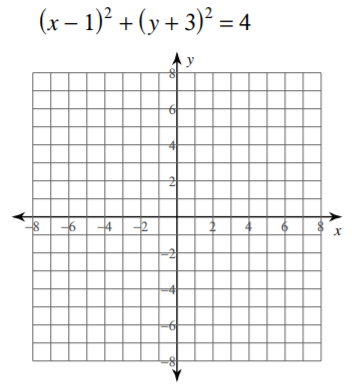 (x − 1)² + (y + 3)² = 4
y
8
6
4
2
−8 −6 −4 −2 2 4 6 8 x
−2
−4
−6
−8